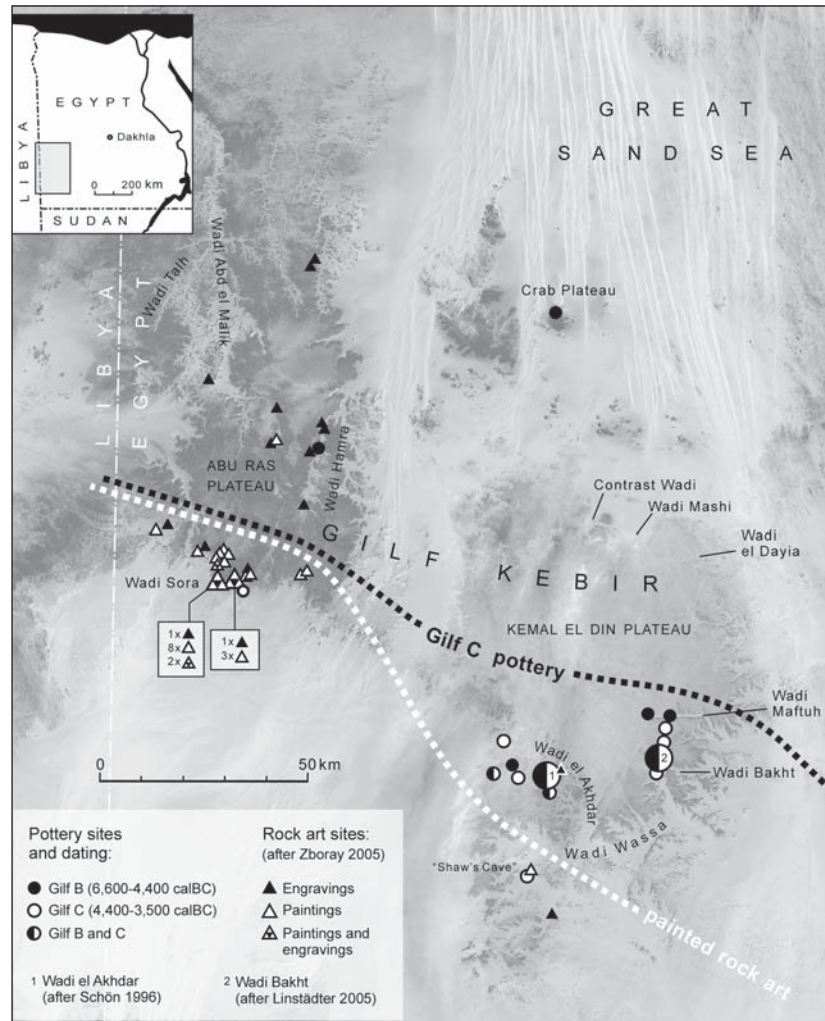 EGYPT
Dakhla
LIBYA
0 200 km
SUDAN
GREAT
SAND SEA
Wadi Talh
Wadi Abd el Malik
Crab Plateau
LIBYA
EGYPT
ABU RAS
PLATEAU
Wadi Hamra
Contrast Wadi
Wadi Mashi
Wadi
el Dayia
GILF KEBIR
Wadi Sora
KEMAL EL DIN PLATEAU
1x
8x
2x
1x
3x
Gilf C pottery
Wadi
Maftuh
0 50 km
Wadi el Akhdar
1
2
Wadi Bakht
Wadi Wassa
"Shaw's Cave"
painted rock art
Pottery sites
and dating:
Gilf B (6,600-4,400 calBC)
Gilf C (4,400-3,500 calBC)
Gilf B and C
1 Wadi el Akhdar
(after Schön 1996)
Rock art sites:
(after Zboray 2005)
Engravings
Paintings
Paintings and
engravings
2 Wadi Bakht
(after Linstädter 2005)